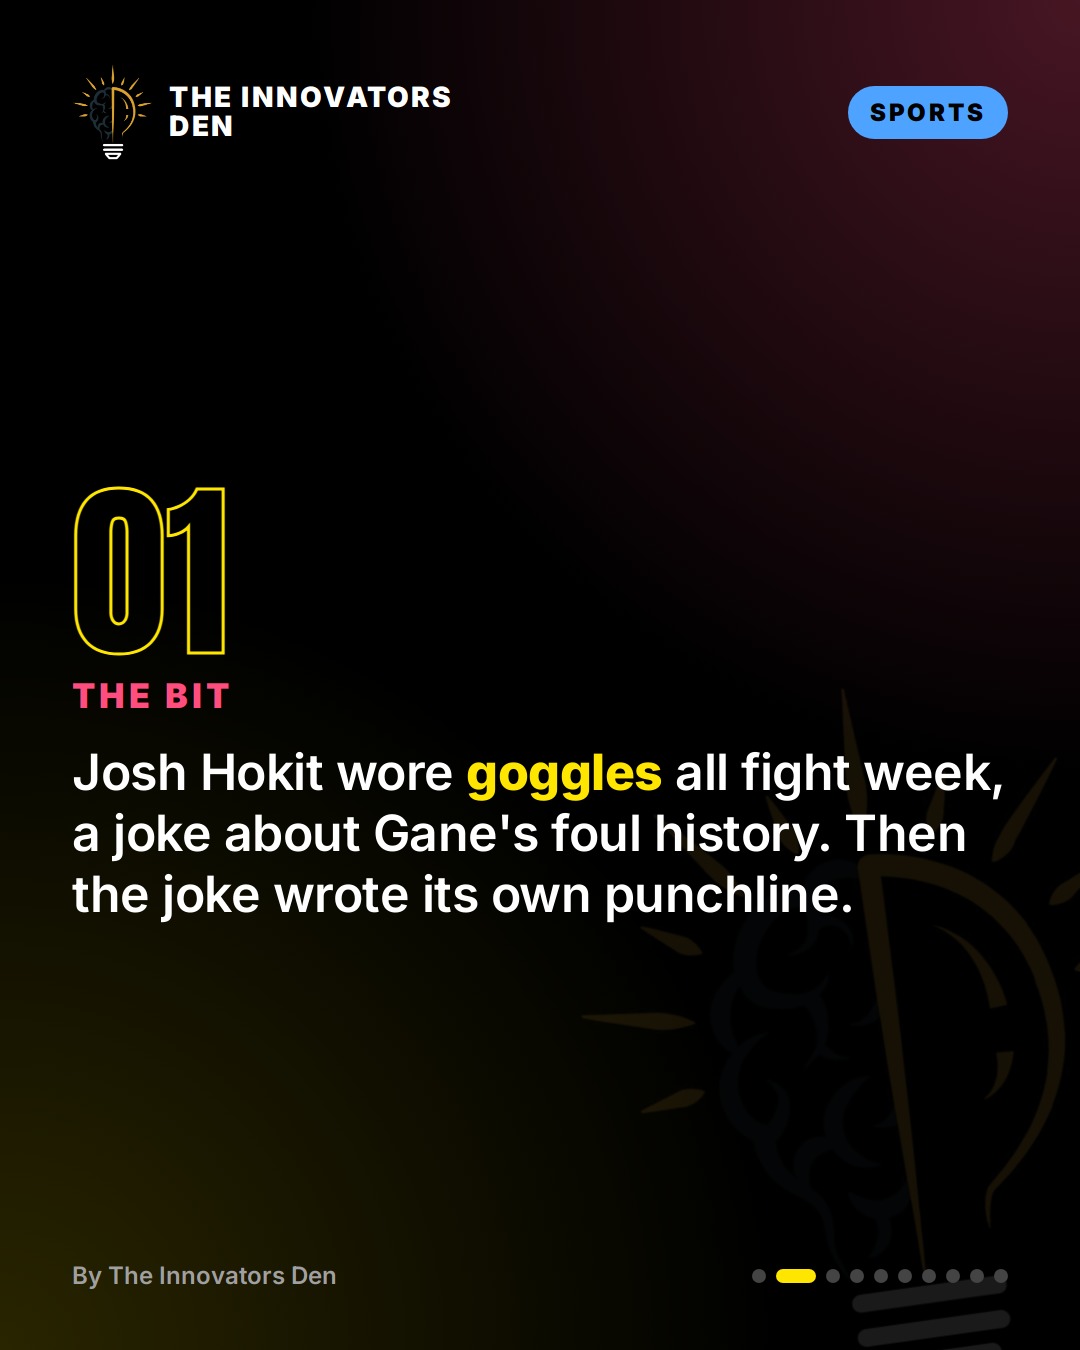 THE INNOVATORS
DEN
SPORTS
01
THE BIT
Josh Hokit wore goggles all fight week,
a joke about Gane's foul history. Then
the joke wrote its own punchline.
By The Innovators Den